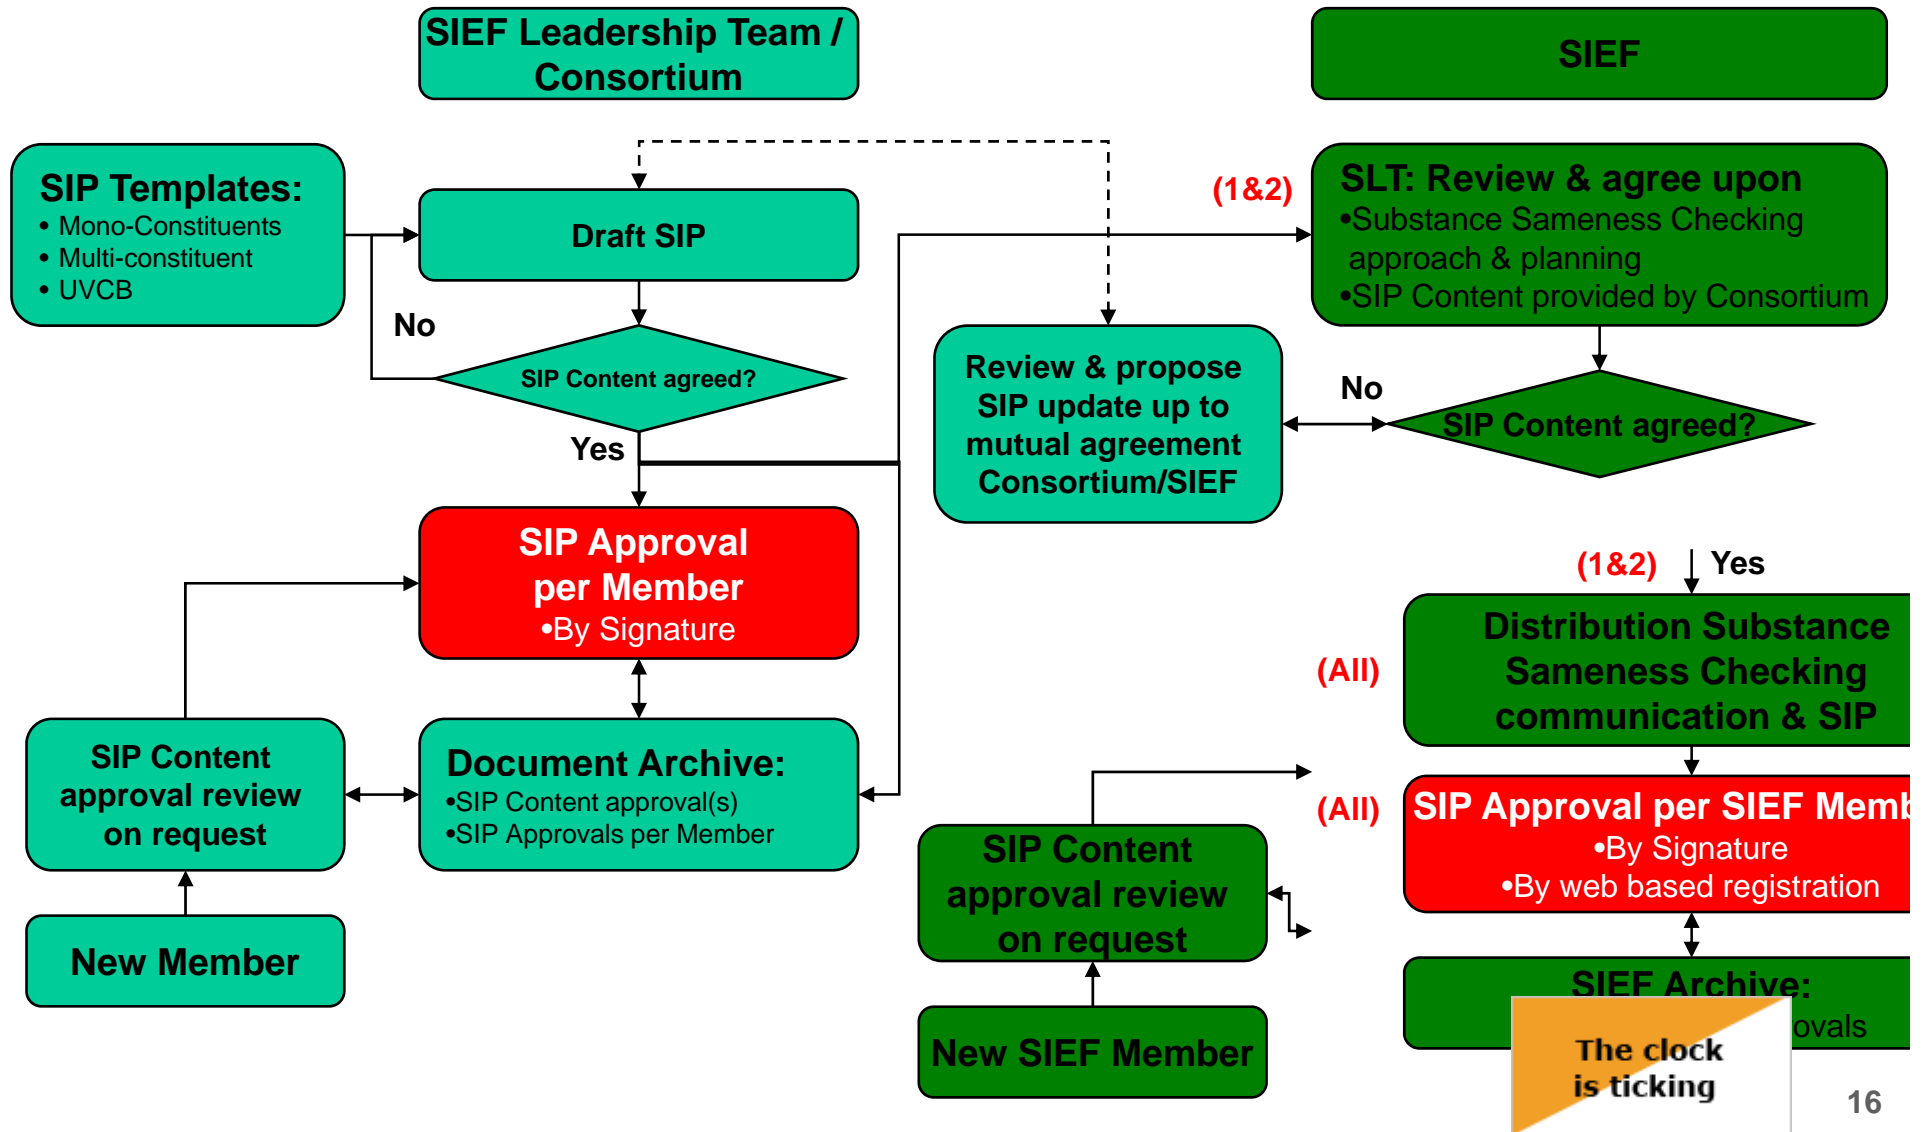 SIEF Leadership Team /
Consortium
SIEF
SIP Templates:
• Mono-Constituents
• Multi-constituent
• UVCB
Draft SIP
(1&2)
SLT: Review & agree upon
•Substance Sameness Checking
approach & planning
•SIP Content provided by Consortium
No
SIP Content agreed?
Yes
Review & propose
SIP update up to
mutual agreement
Consortium/SIEF
No
SIP Content agreed?
SIP Approval
per Member
•By Signature
(1&2)
Yes
Distribution Substance
Sameness Checking
communication & SIP
(All)
SIP Content
approval review
on request
Document Archive:
•SIP Content approval(s)
•SIP Approvals per Member
(All)
SIP Approval per SIEF Memb
•By Signature
•By web based registration
SIP Content
approval review
on request
New Member
New SIEF Member
SIEF Archive:
ovals
The clock
is ticking
16